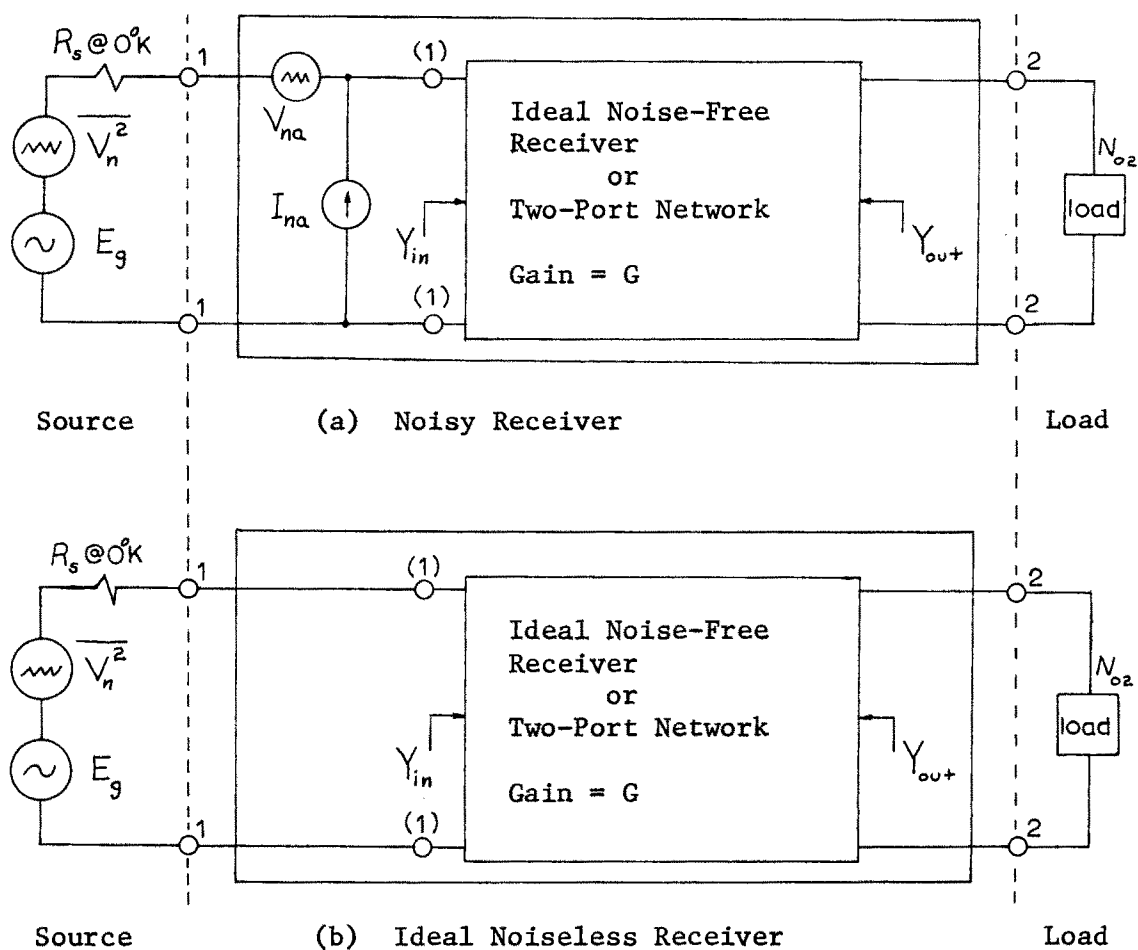 R_s @ 0°K
1
V_na
(1)
2
V_n^2
Ideal Noise-Free
Receiver
or
Two-Port Network
N_o2
I_na
Y_in
Y_out
load
E_g
Gain = G
1
(1)
2
Source
(a) Noisy Receiver
Load
R_s @ 0°K
1
(1)
2
V_n^2
Ideal Noise-Free
Receiver
or
Two-Port Network
N_o2
Y_in
Y_out
load
E_g
Gain = G
1
(1)
2
Source
(b) Ideal Noiseless Receiver
Load